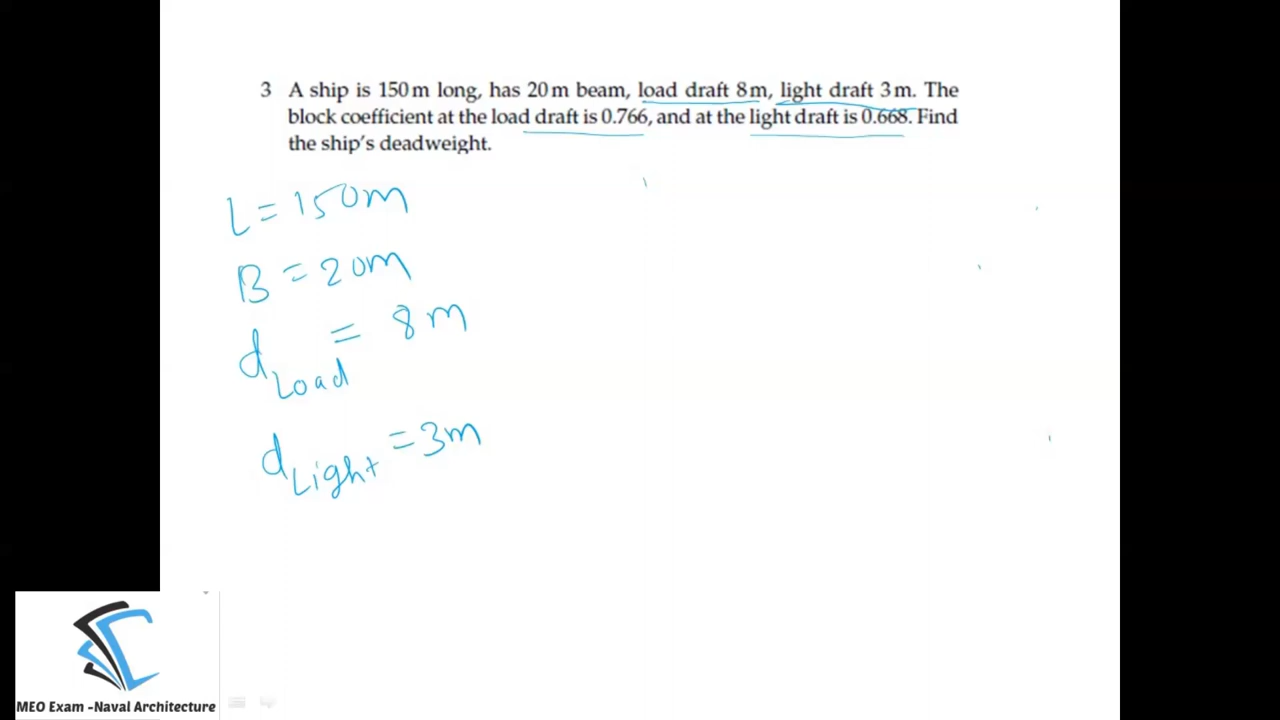 3 A ship is 150 m long, has 20 m beam, load draft 8 m, light draft 3 m. The
block coefficient at the load draft is 0.766, and at the light draft is 0.668. Find
the ship's deadweight.
L = 150m
B = 20m
d Load = 8m
d Light = 3m
MEO Exam -Naval Architecture